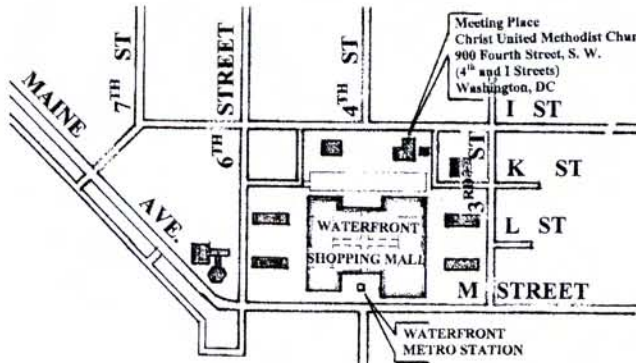 Meeting Place
Christ United Methodist Chur
900 Fourth Street, S. W.
(4th and I Streets)
Washington, DC
7TH ST
6TH STREET
4TH ST
I ST
MAINE AVE.
3RD ST
K ST
L ST
WATERFRONT
SHOPPING MALL
M STREET
WATERFRONT
METRO STATION